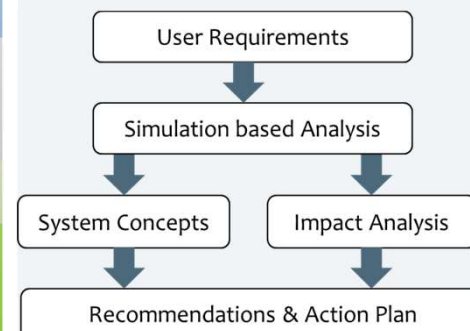 User Requirements
Simulation based Analysis
System Concepts
Impact Analysis
Recommendations & Action Plan